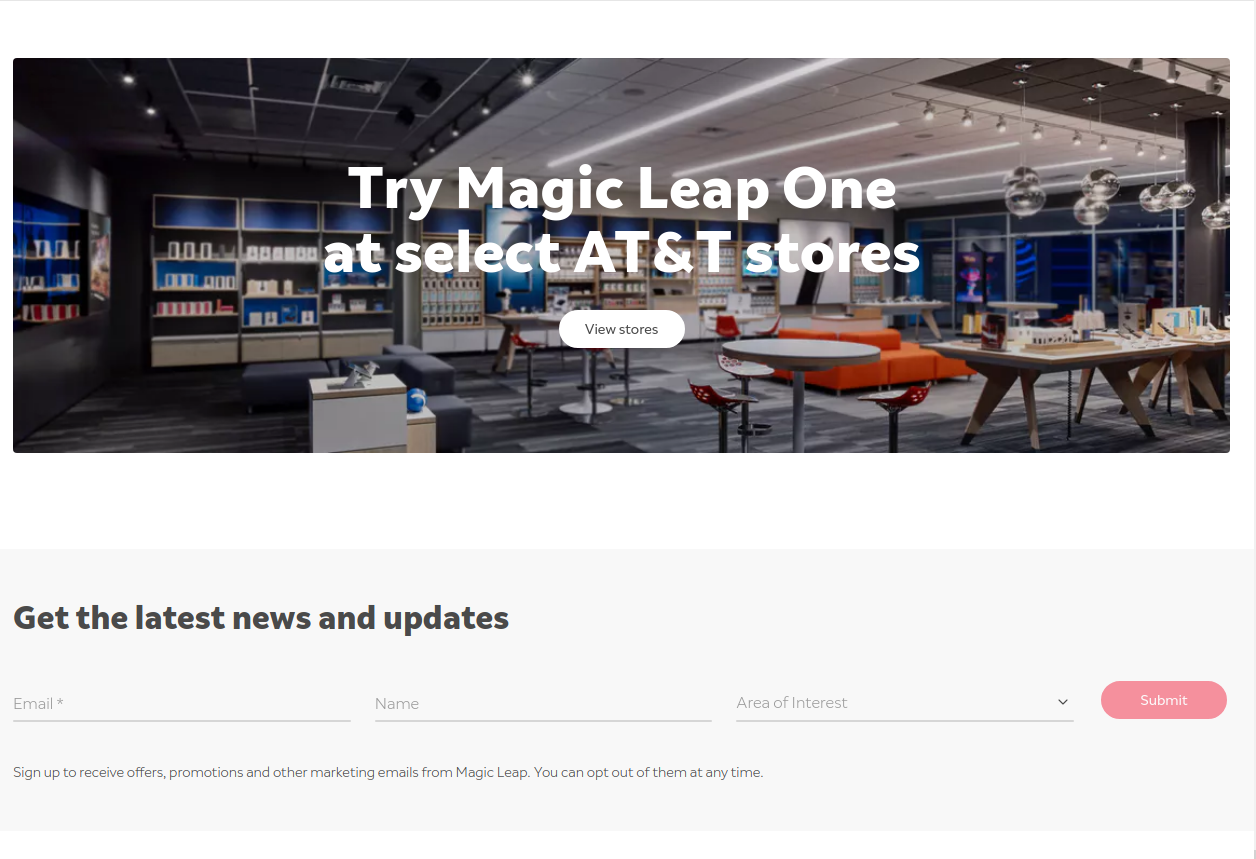 Try Magic Leap One
at select AT&T stores
View stores
Get the latest news and updates
Email *
Name
Area of Interest
Submit
Sign up to receive offers, promotions and other marketing emails from Magic Leap. You can opt out of them at any time.